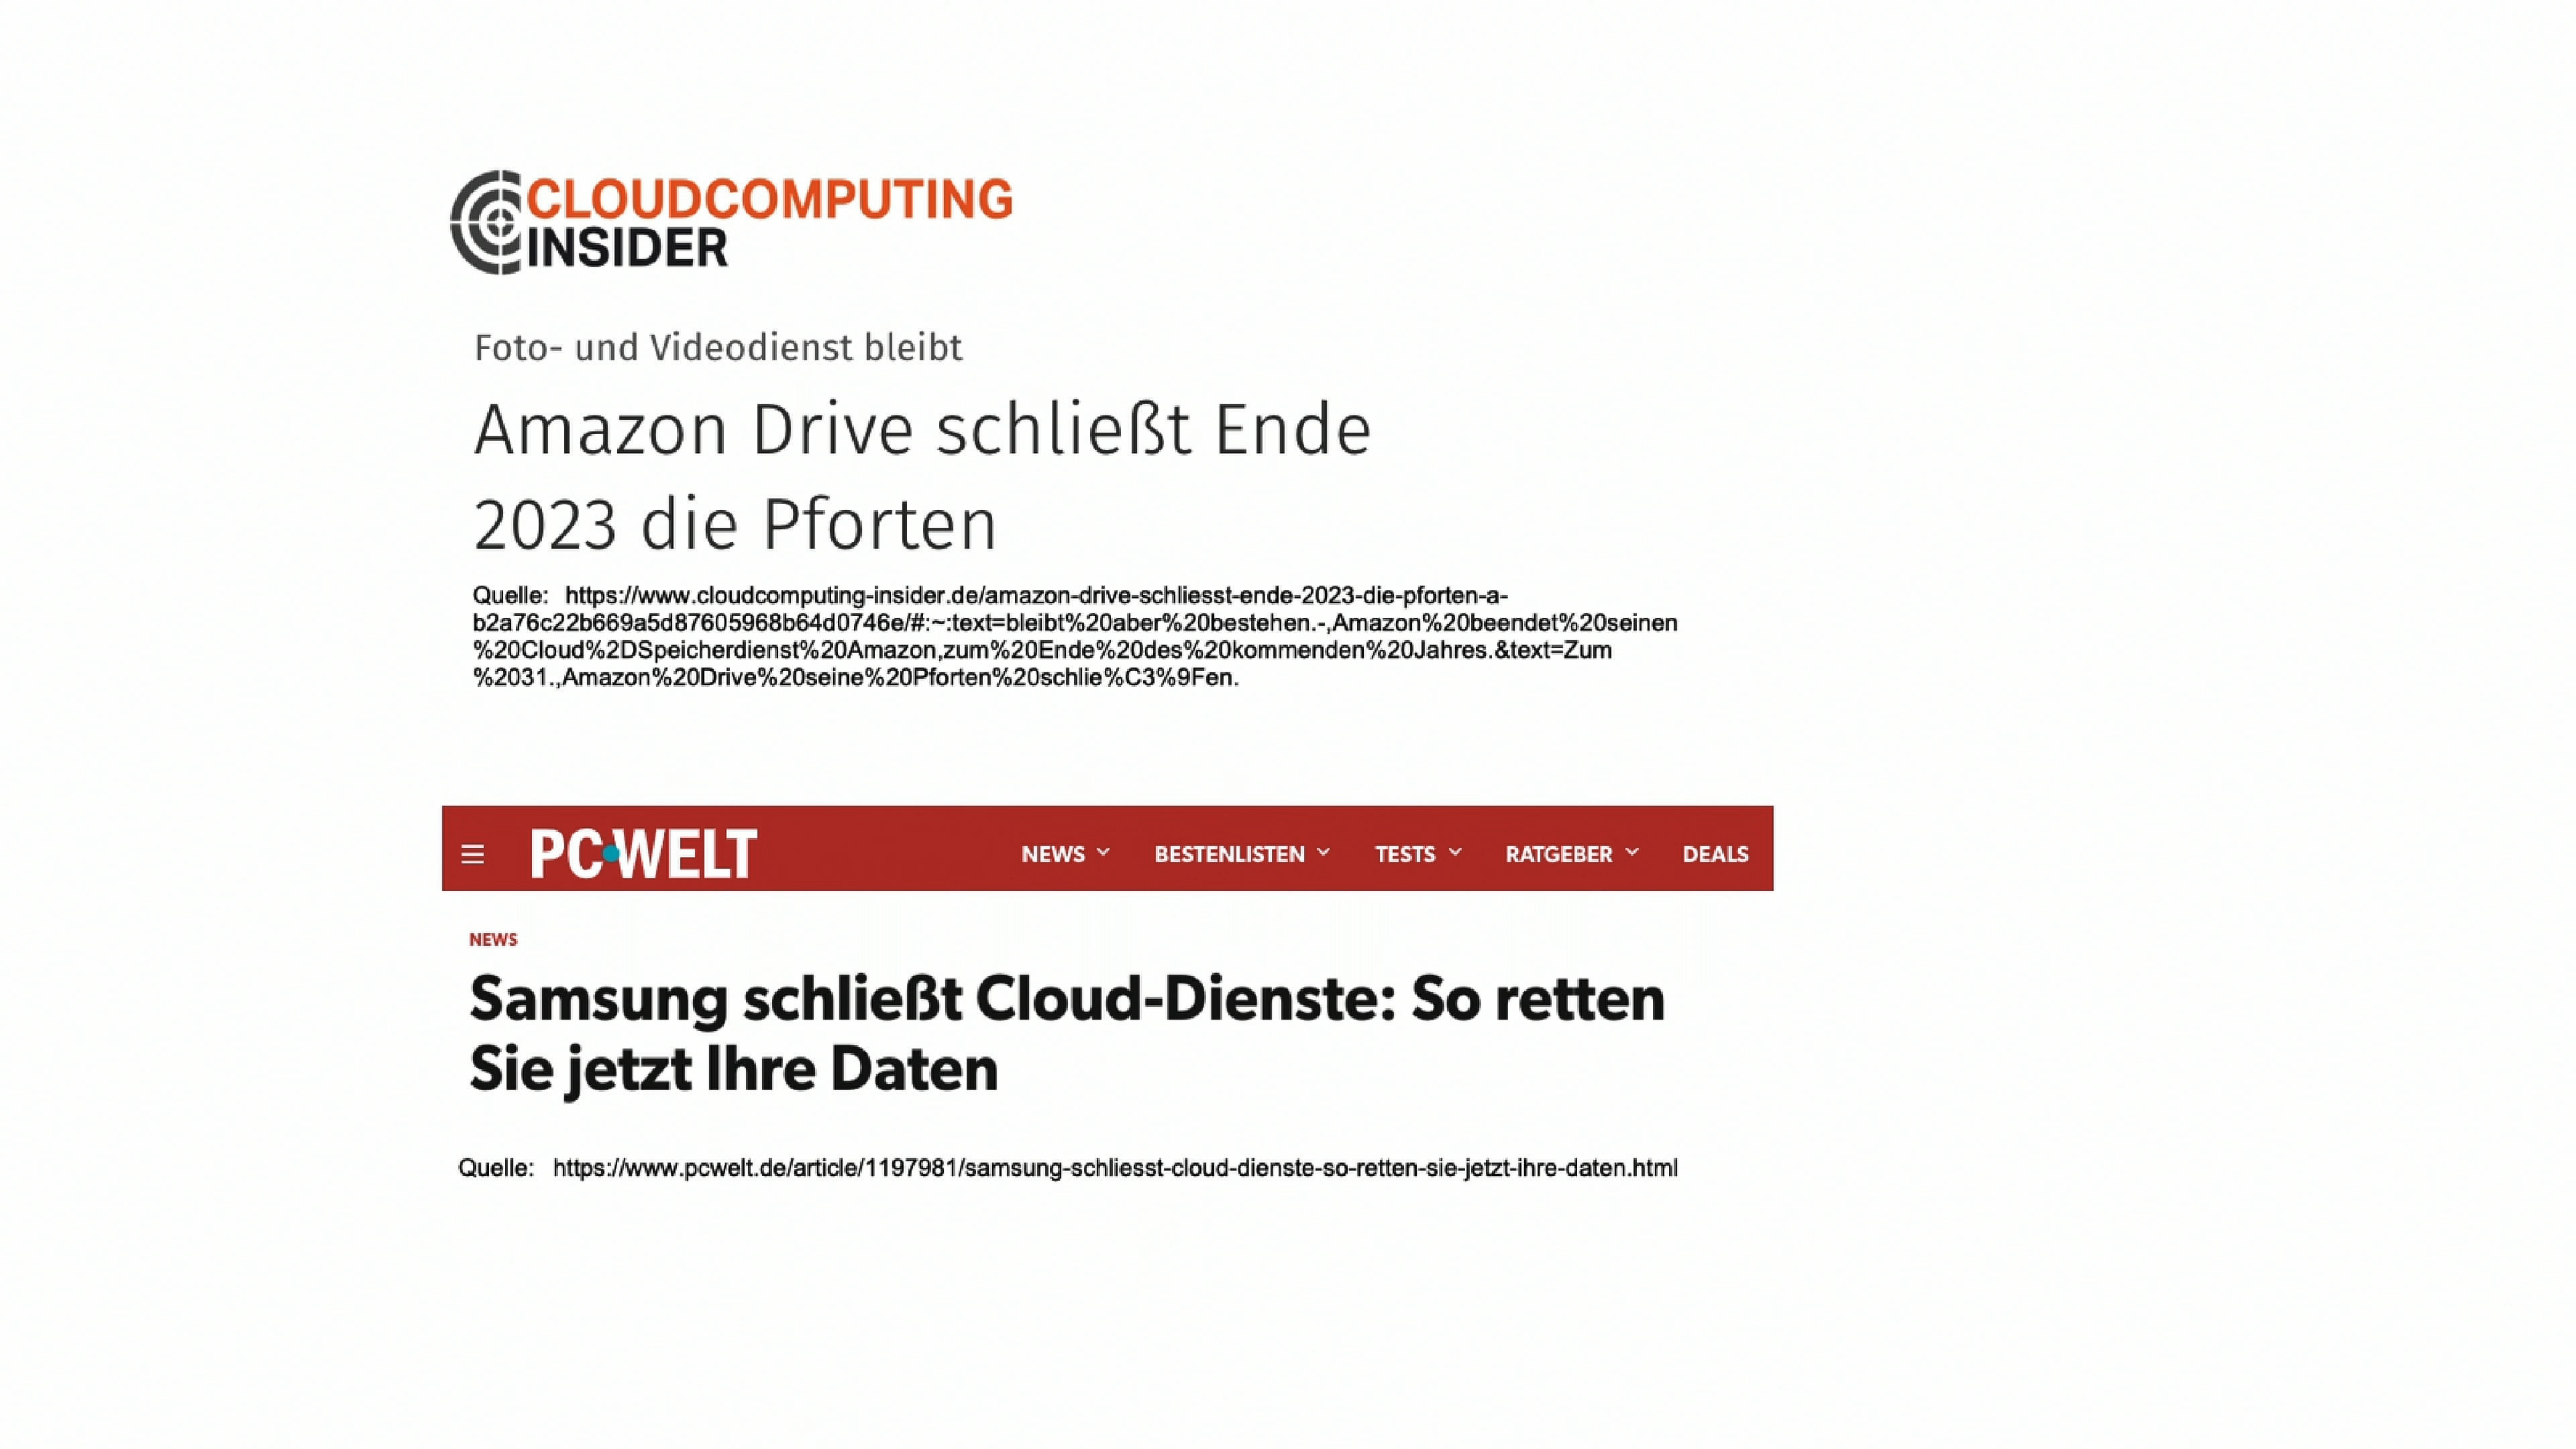 CLOUDCOMPUTING
INSIDER
Foto- und Videodienst bleibt
Amazon Drive schließt Ende
2023 die Pforten
Quelle: https://www.cloudcomputing-insider.de/amazon-drive-schliesst-ende-2023-die-pforten-a-
b2a76c22b669a5d87605968b64d0746e/#:~:text=bleibt%20aber%20bestehen.-,Amazon%20beendet%20seinen
%20Cloud%2DSpeicherdienst%20Amazon,zum%20Ende%20des%20kommenden%20Jahres.&text=Zum
%2031.,Amazon%20Drive%20seine%20Pforten%20schlie%C3%9Fen.
PC WELT NEWS BESTENLISTEN TESTS RATGEBER DEALS
NEWS
Samsung schließt Cloud-Dienste: So retten
Sie jetzt Ihre Daten
Quelle: https://www.pcwelt.de/article/1197981/samsung-schliesst-cloud-dienste-so-retten-sie-jetzt-ihre-daten.html